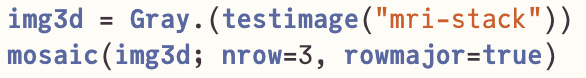 img3d = Gray.(testimage("mri-stack"))
mosaic(img3d; nrow=3, rowmajor=true)